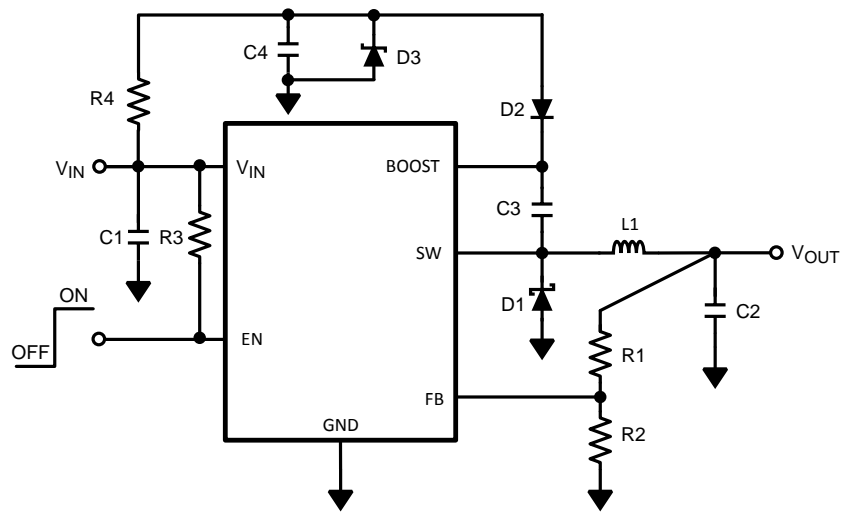 C4
D3
R4
D2
VIN
VIN
BOOST
C3
C1
R3
L1
SW
VOUT
ON
D1
C2
OFF
EN
R1
FB
GND
R2